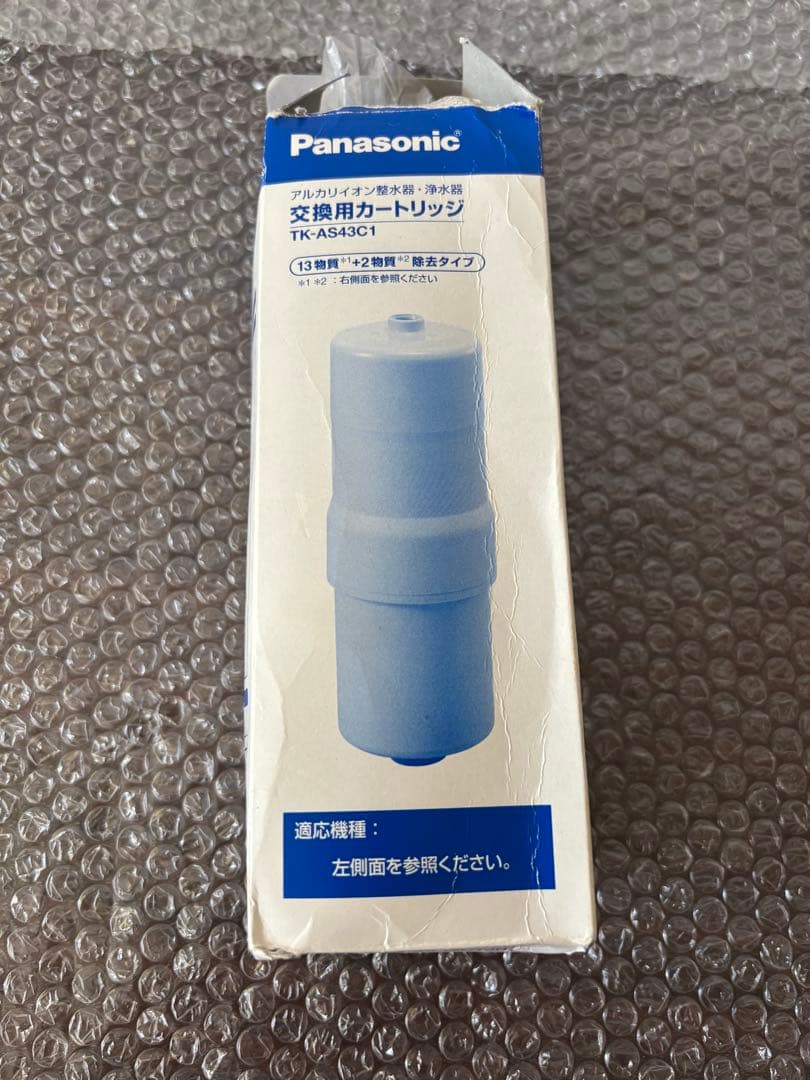 Panasonic®
アルカリイオン整水器・浄水器
交換用カートリッジ
TK-AS43C1
13物質*1+2物質*2 除去タイプ
*1 *2:右側面を参照ください
適応機種:
左側面を参照ください。